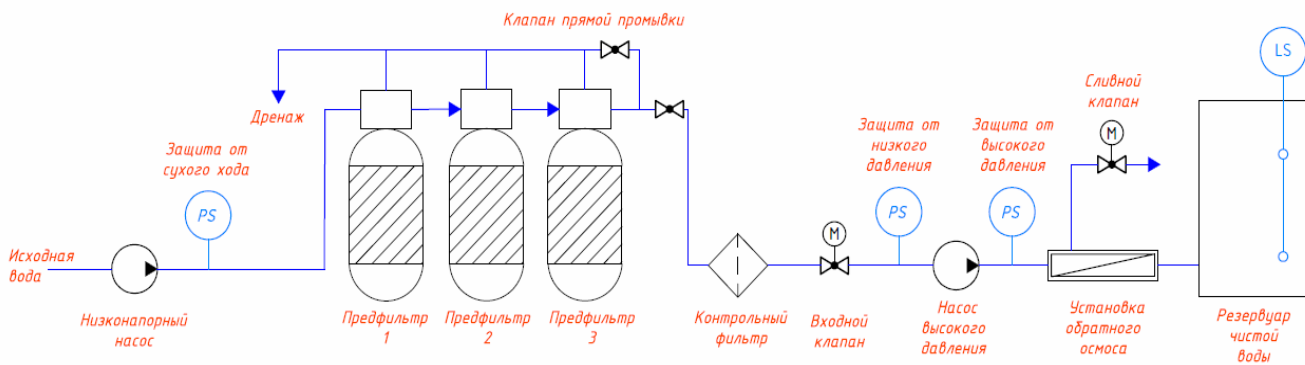 Клапан прямой промывки
Дренаж
Защита от
сухого хода
PS
Исходная
вода
Низконапорный
насос
Предфильтр
1
Предфильтр
2
Предфильтр
3
Контрольный
фильтр
M
Входной
клапан
Защита от
низкого
давления
PS
Насос
высокого
давления
Защита от
высокого
давления
PS
Сливной
клапан
M
Установка
обратного
осмоса
LS
Резервуар
чистой
воды